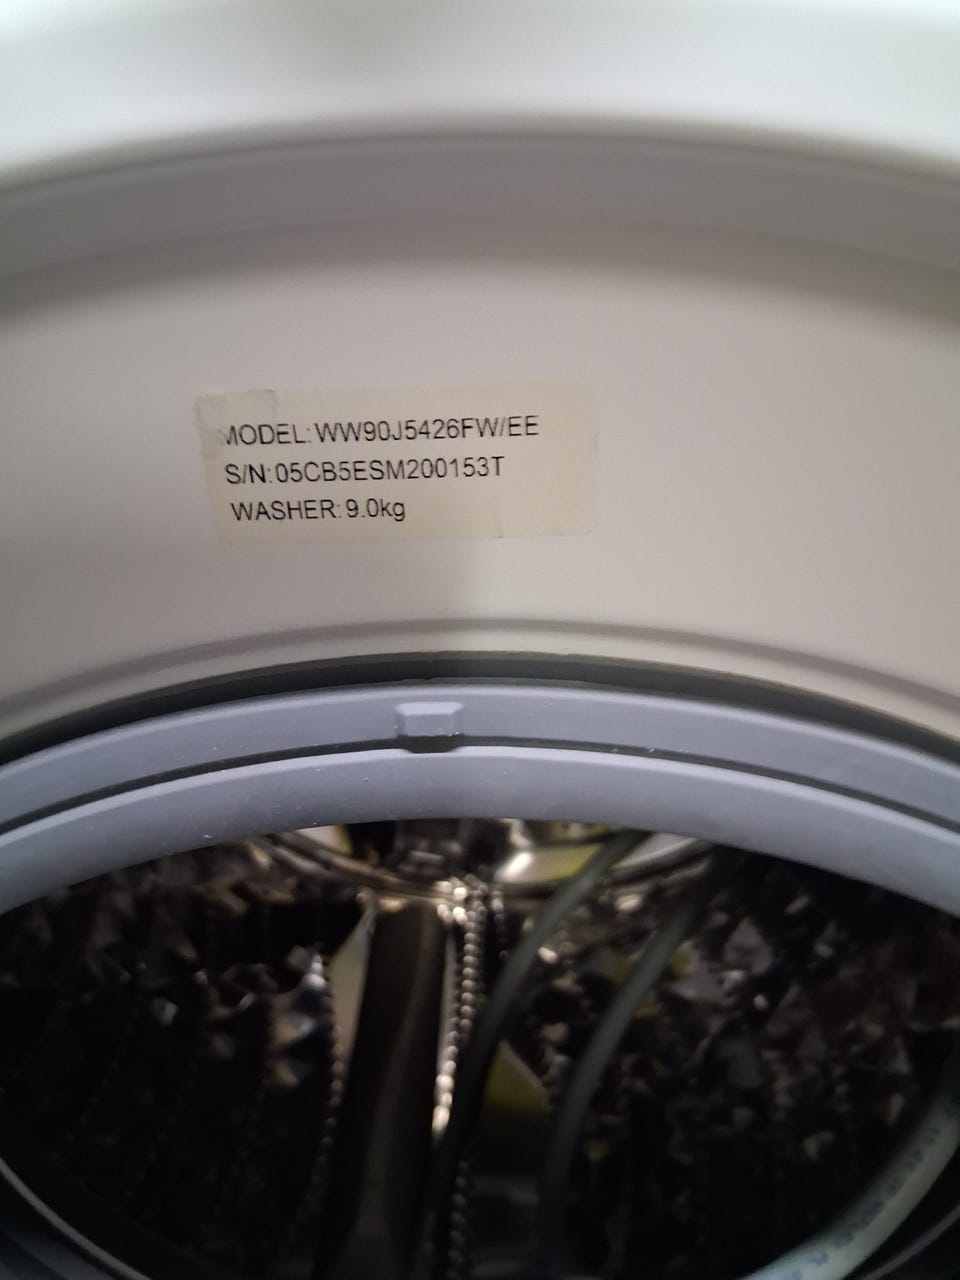 MODEL: WW90J5426FW/EE
S/N: 05CB5ESM200153T
WASHER: 9.0kg